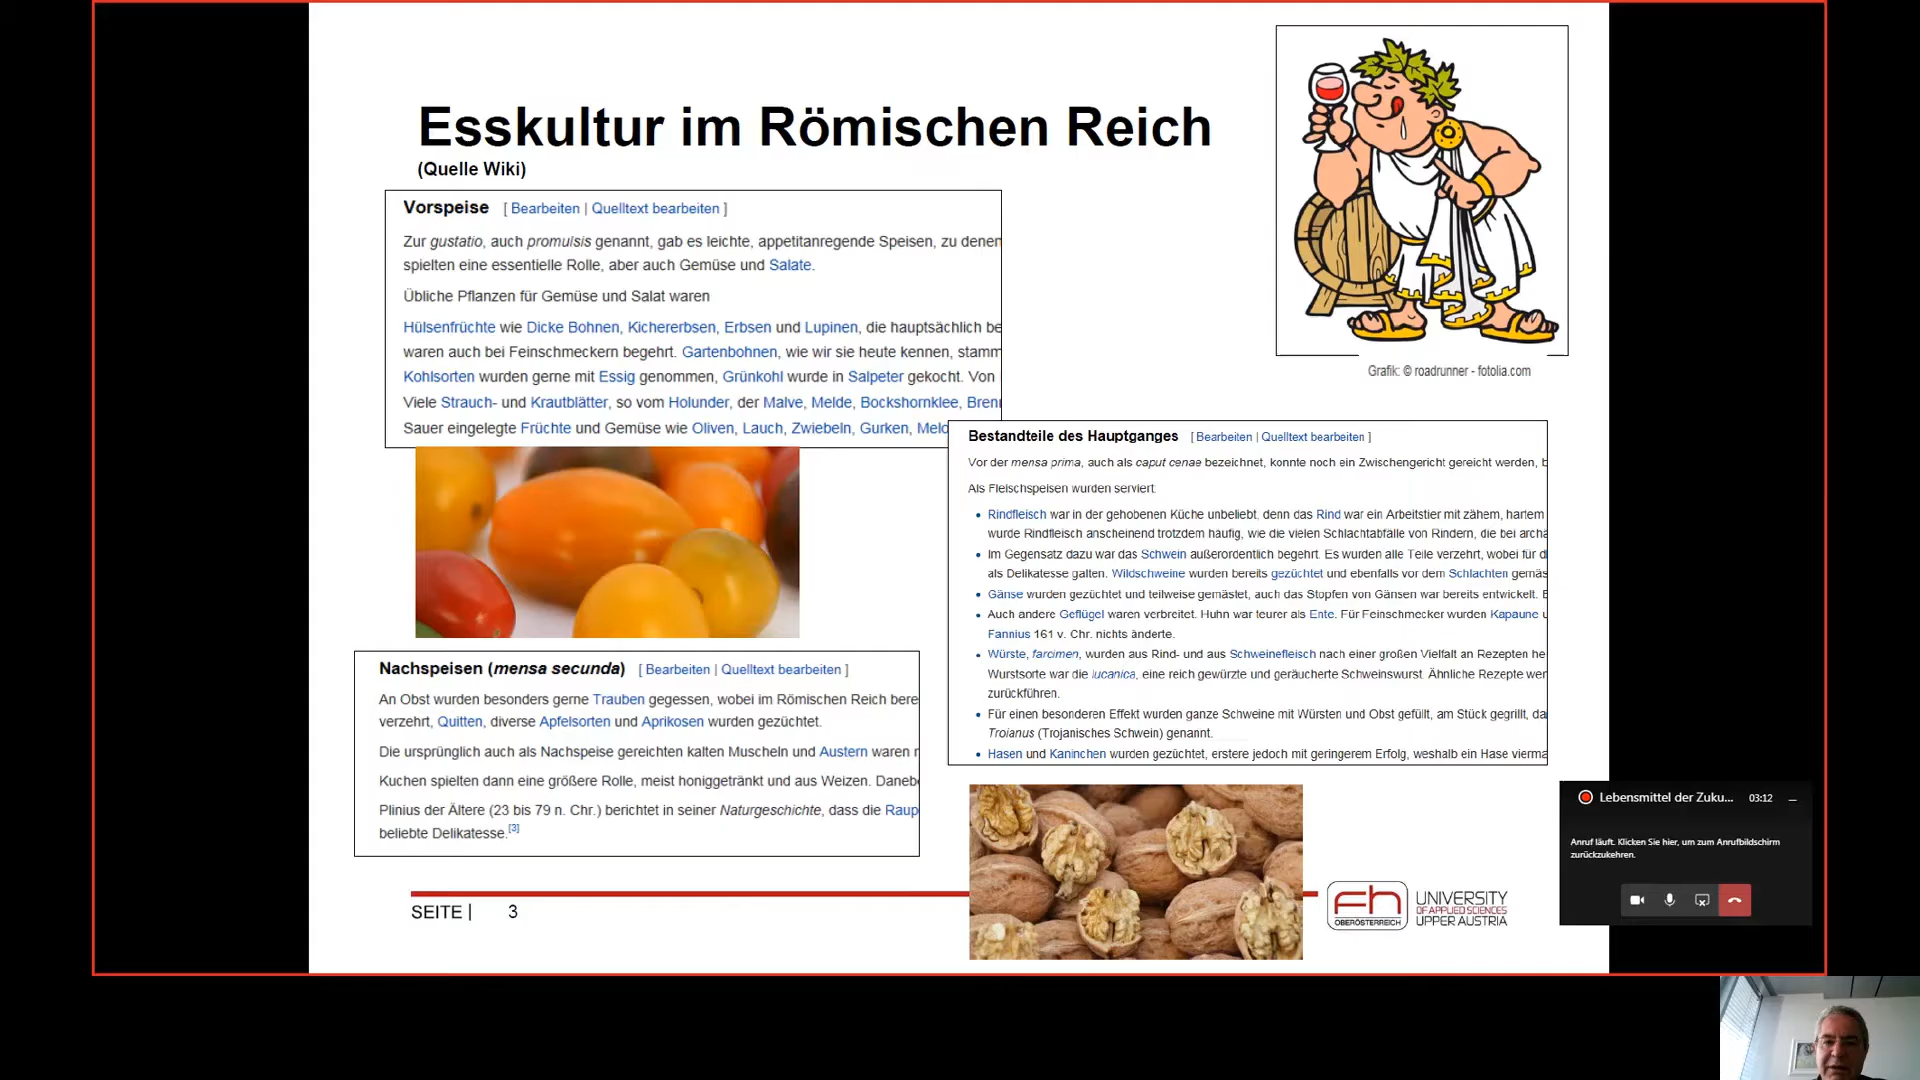 Esskultur im Römischen Reich
(Quelle Wiki)
Vorspeise [ Bearbeiten | Quelltext bearbeiten ]
Zur gustatio, auch promulsis genannt, gab es leichte, appetitanregende Speisen, zu denen
spielten eine essentielle Rolle, aber auch Gemüse und Salate.
Übliche Pflanzen für Gemüse und Salat waren
Hülsenfrüchte wie Dicke Bohnen, Kichererbsen, Erbsen und Lupinen, die hauptsächlich be
waren auch bei Feinschmeckern begehrt. Gartenbohnen, wie wir sie heute kennen, stamm
Kohlsorten wurden gerne mit Essig genommen, Grünkohl wurde in Salpeter gekocht. Von
Viele Strauch- und Krautblätter, so vom Holunder, der Malve, Melde, Bockshornklee, Bren
Sauer eingelegte Früchte und Gemüse wie Oliven, Lauch, Zwiebeln, Gurken, Melo
Grafik: © roadrunner - fotolia.com
Bestandteile des Hauptganges [ Bearbeiten | Quelltext bearbeiten ]
Vor der mensa prima, auch als caput cenae bezeichnet, konnte noch ein Zwischengericht gereicht werden, b
Als Fleischspeisen wurden serviert
• Rindfleisch war in der gehobenen Küche unbeliebt, denn das Rind war ein Arbeitstier mit zähem, hartem
wurde Rindfleisch anscheinend trotzdem häufig, wie die vielen Schlachtabfälle von Rindern, die bei archä
• Im Gegensatz dazu war das Schwein außerordentlich begehrt. Es wurden alle Teile verzehrt, wobei für di
als Delikatesse galten. Wildschweine wurden bereits gezüchtet und ebenfalls vor dem Schlachten gemäs
• Gänse wurden gezüchtet und teilweise gemästet, auch das Stopfen von Gänsen war bereits entwickelt. E
• Auch andere Geflügel waren verbreitet. Huhn war teurer als Ente. Für Feinschmecker wurden Kapaune u
Fannius 161 v. Chr. nichts änderte.
• Würste, farcimen, wurden aus Rind- und aus Schweinefleisch nach einer großen Vielfalt an Rezepten he
Wurstsorte war die lucanica, eine reich gewürzte und geräucherte Schweinswurst. Ähnliche Rezepte wer
zurückführen.
• Für einen besonderen Effekt wurden ganze Schweine mit Würsten und Obst gefüllt, am Stück gegrillt, da
Troianus (Trojanisches Schwein) genannt.
• Hasen und Kaninchen wurden gezüchtet, erstere jedoch mit geringerem Erfolg, weshalb ein Hase vierma
Nachspeisen (mensa secunda) [ Bearbeiten | Quelltext bearbeiten ]
An Obst wurden besonders gerne Trauben gegessen, wobei im Römischen Reich bere
verzehrt, Quitten, diverse Apfelsorten und Aprikosen wurden gezüchtet.
Die ursprünglich auch als Nachspeise gereichten kalten Muscheln und Austern waren
Kuchen spielten dann eine größere Rolle, meist honiggetränkt und aus Weizen. Danebe
Plinius der Ältere (23 bis 79 n. Chr.) berichtet in seiner Naturgeschichte, dass die Raup
beliebte Delikatesse.[3]
SEITE | 3
fh
OBERÖSTERREICH
UNIVERSITY
OF APPLIED SCIENCES
UPPER AUSTRIA
Lebensmittel der Zuku... 03:12
Anruf läuft. Klicken Sie hier, um zum Anrufbildschirm
zurückzukehren.